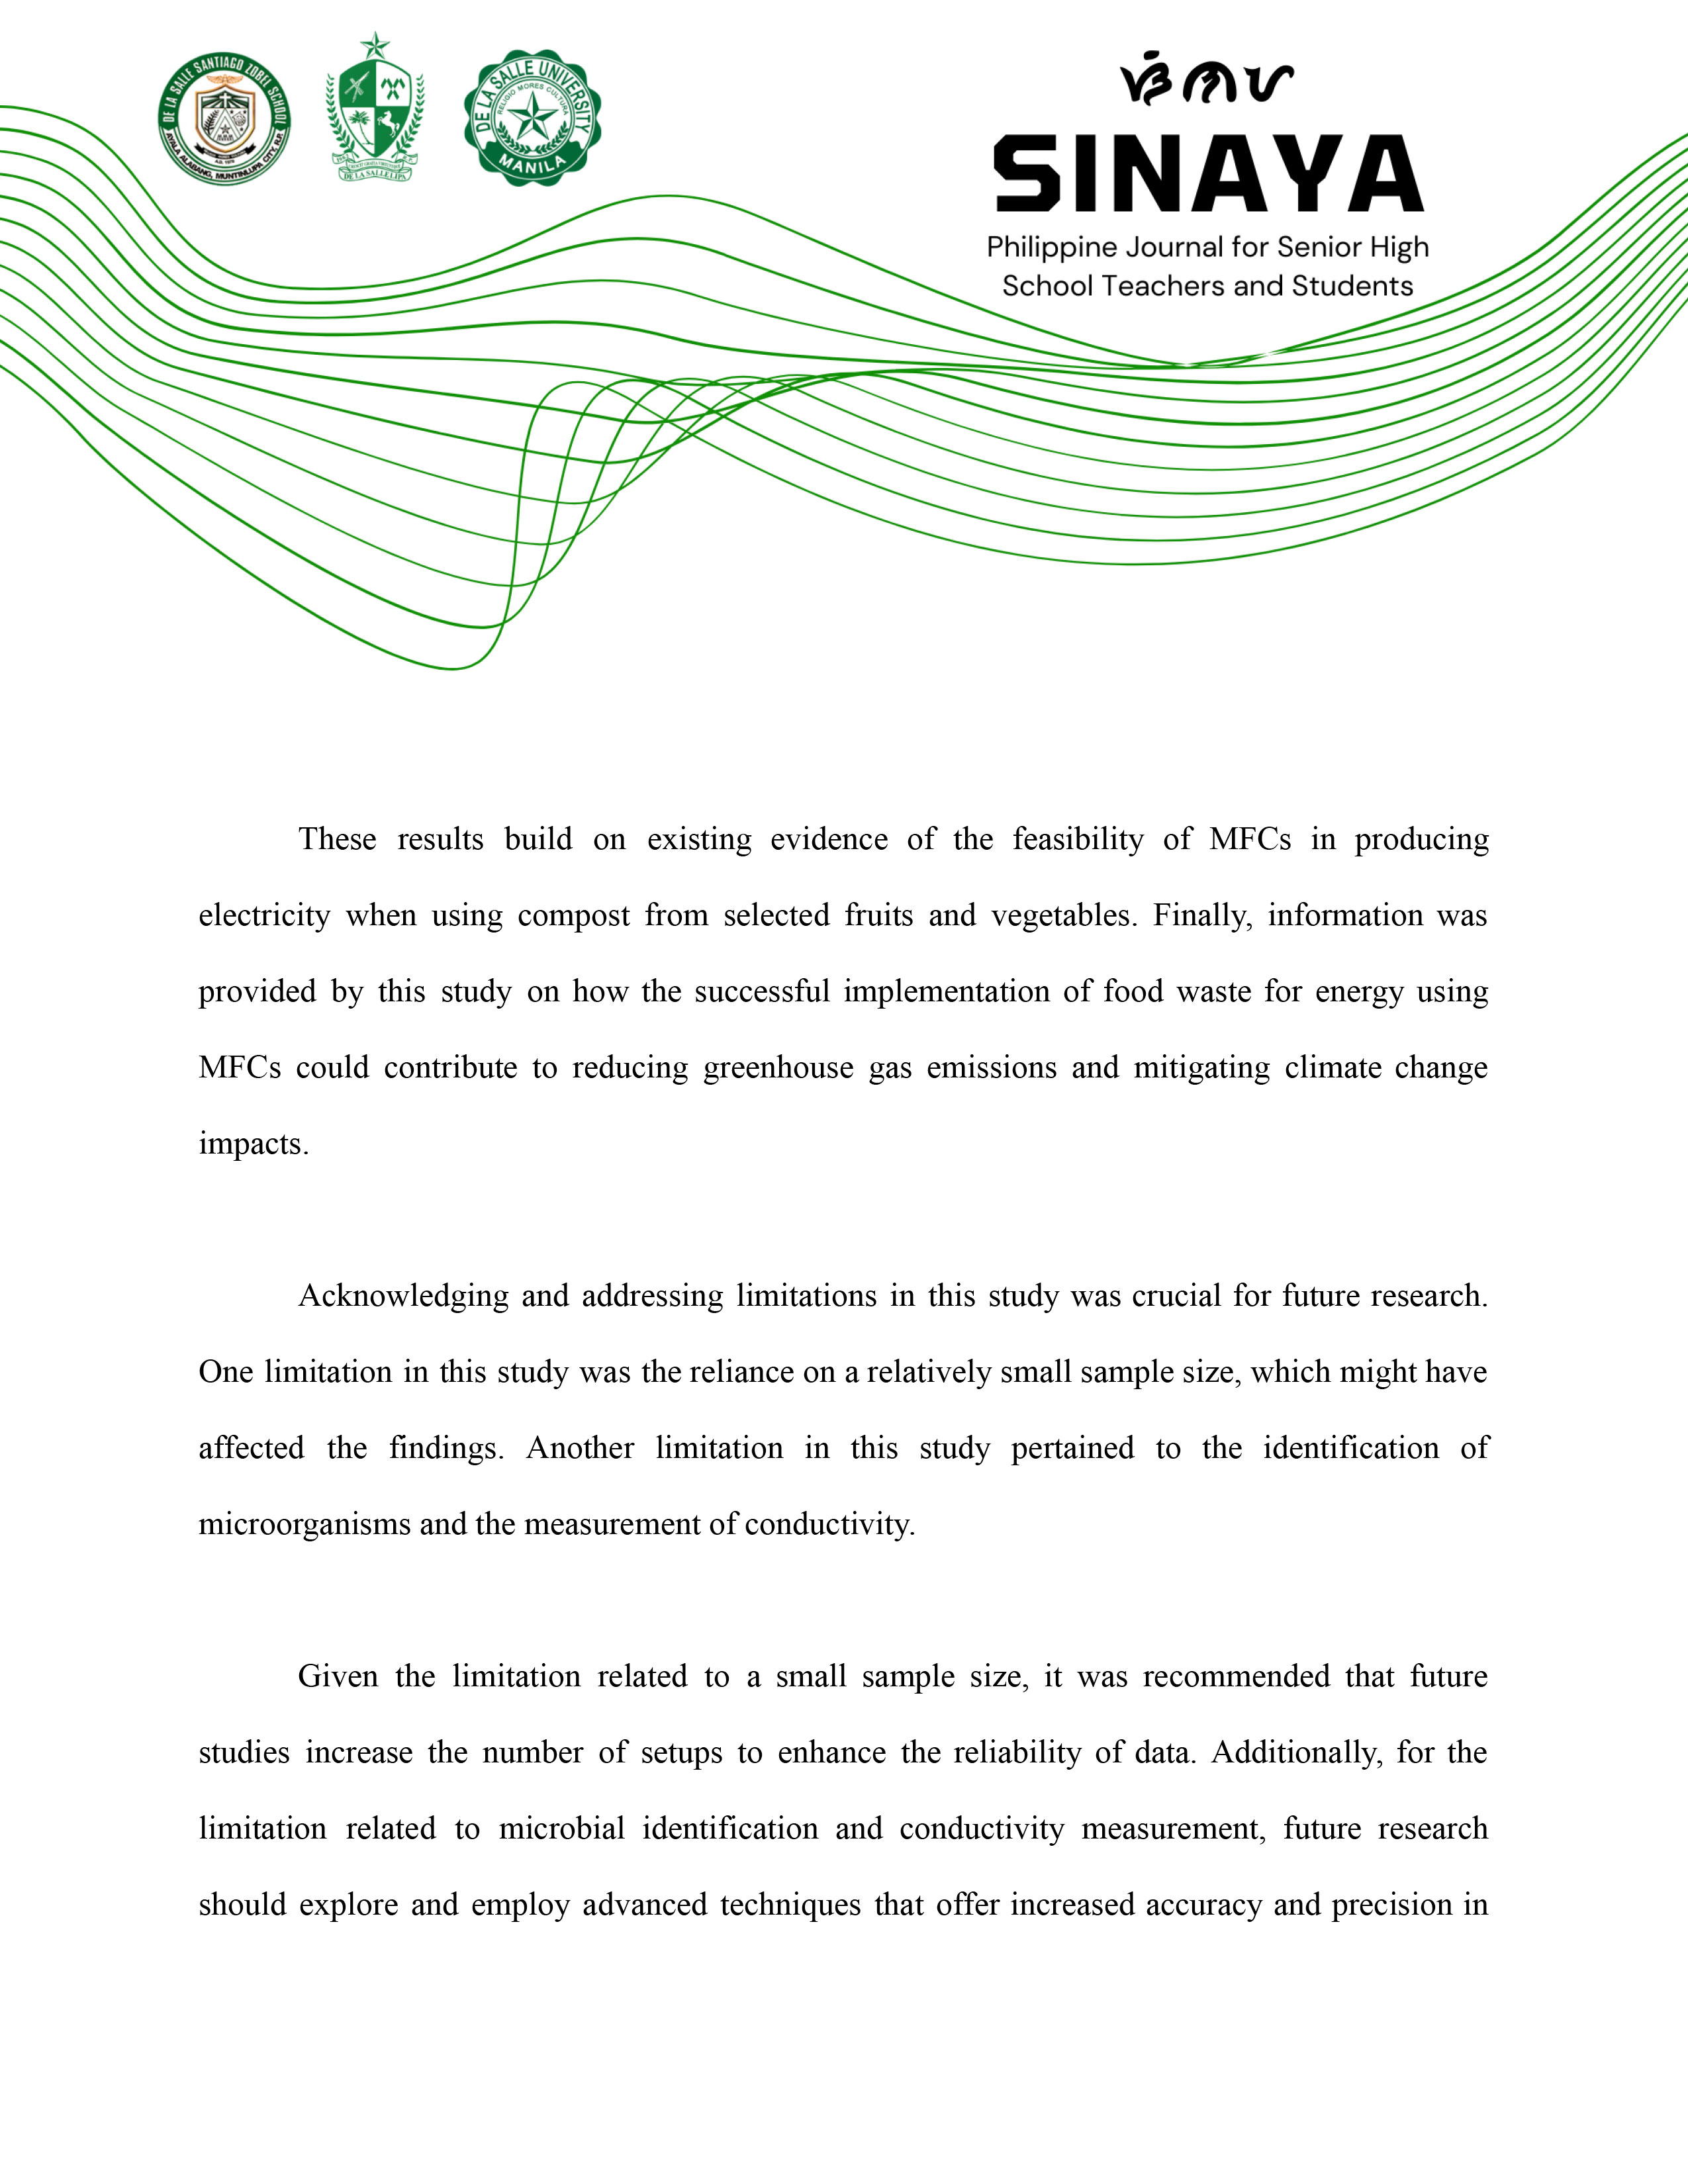 DE LA SALLE SANTIAGO ZOBEL SCHOOL
AYALA ALABANG, MUNTINLUPA CITY, R.P.
DE LA SALLE LIPA
DE LA SALLE UNIVERSITY
RELIGIO MORES CULTURA
MANILA
SINAYA
Philippine Journal for Senior High
School Teachers and Students
These results build on existing evidence of the feasibility of MFCs in producing
electricity when using compost from selected fruits and vegetables. Finally, information was
provided by this study on how the successful implementation of food waste for energy using
MFCs could contribute to reducing greenhouse gas emissions and mitigating climate change
impacts.
Acknowledging and addressing limitations in this study was crucial for future research.
One limitation in this study was the reliance on a relatively small sample size, which might have
affected the findings. Another limitation in this study pertained to the identification of
microorganisms and the measurement of conductivity.
Given the limitation related to a small sample size, it was recommended that future
studies increase the number of setups to enhance the reliability of data. Additionally, for the
limitation related to microbial identification and conductivity measurement, future research
should explore and employ advanced techniques that offer increased accuracy and precision in